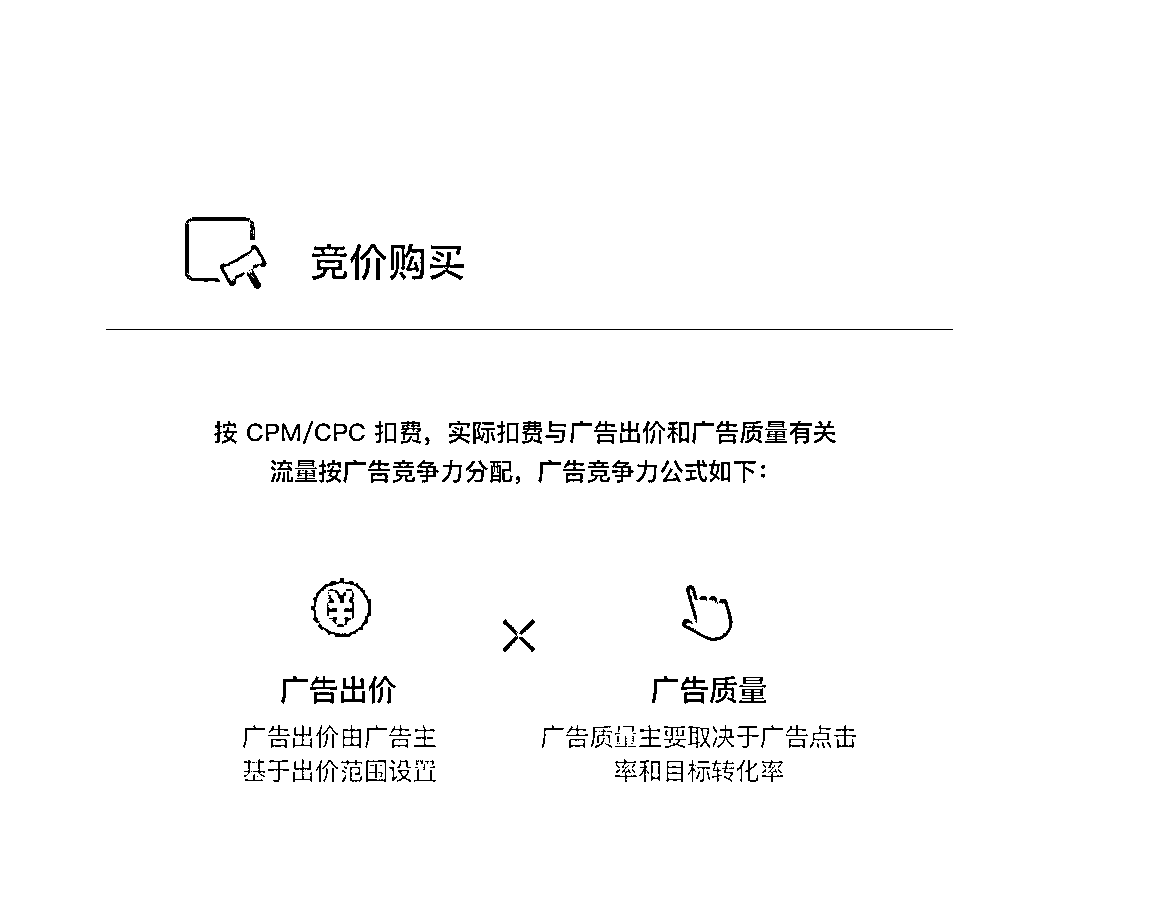 竞价购买
按 CPM/CPC 扣费，实际扣费与广告出价和广告质量有关
流量按广告竞争力分配，广告竞争力公式如下：
×
广告出价
广告出价由广告主
基于出价范围设置
广告质量
广告质量主要取决于广告点击
率和目标转化率